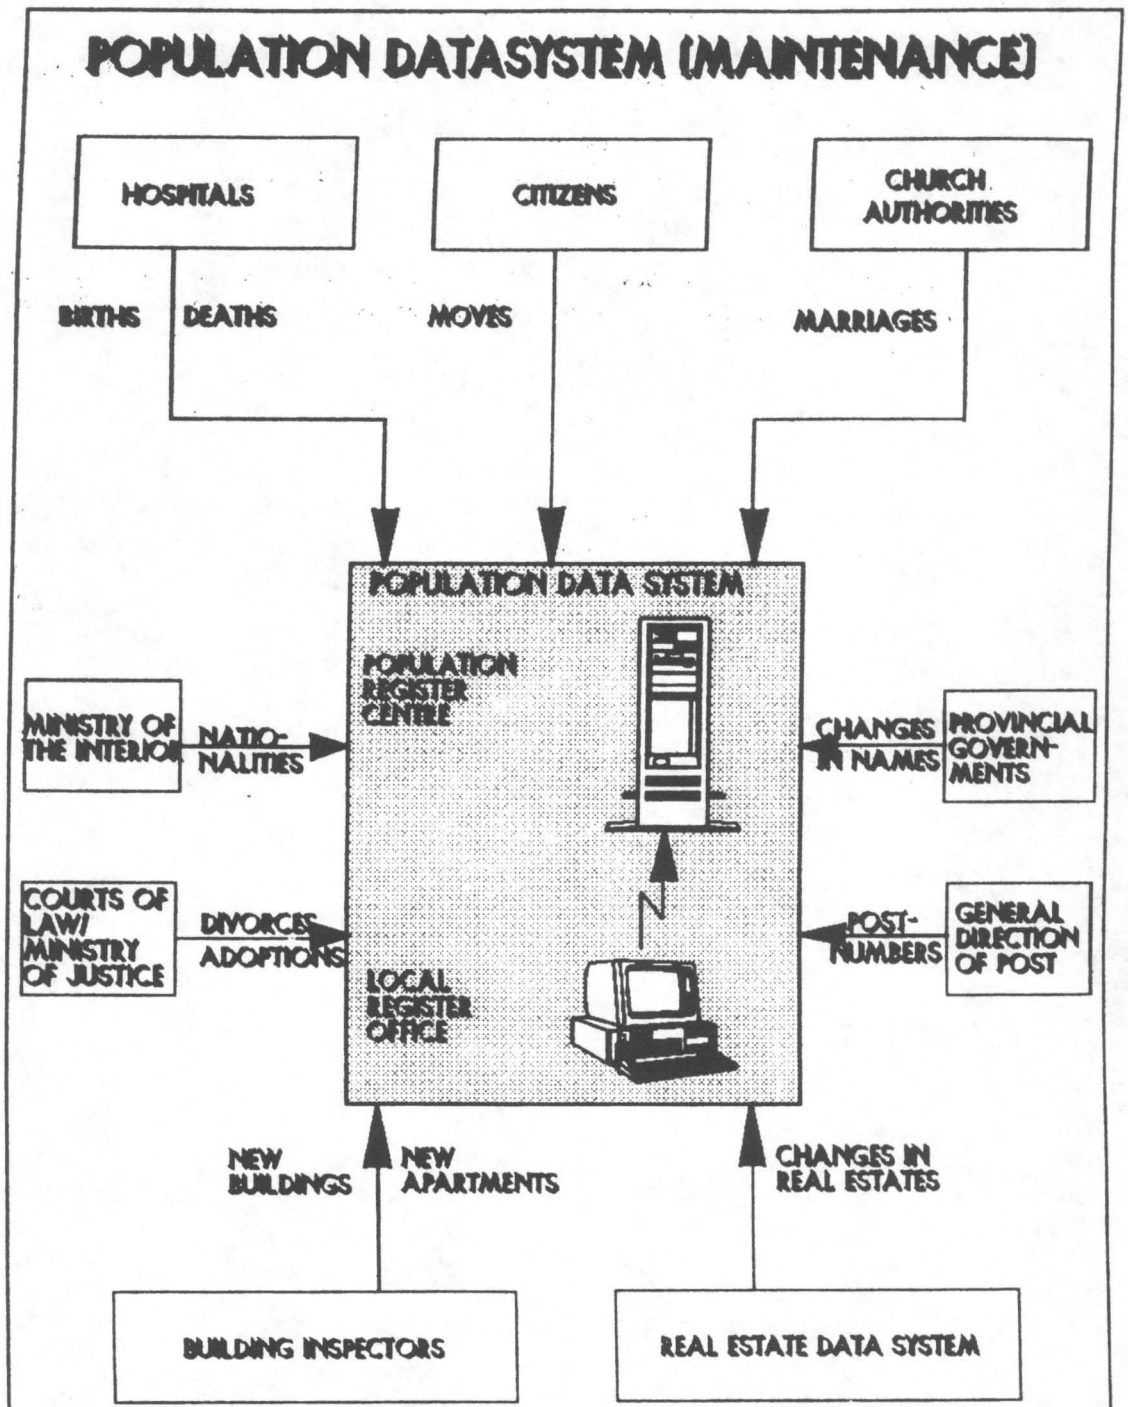 POPULATION DATASYSTEM (MAINTENANCE)
HOSPITALS
CITIZENS
CHURCH
AUTHORITIES
BIRTHS DEATHS
MOVES
MARRIAGES
POPULATION DATA SYSTEM
POPULATION
REGISTER
CENTRE
MINISTRY OF
THE INTERIOR
NATIO-
NALITIES
CHANGES
IN NAMES
PROVINCIAL
GOVERN-
MENTS
COURTS OF
LAW/
MINISTRY
OF JUSTICE
DIVORCES
ADOPTIONS
LOCAL
REGISTER
OFFICE
POST-
NUMBERS
GENERAL
DIRECTION
OF POST
NEW
BUILDINGS
NEW
APARTMENTS
CHANGES IN
REAL ESTATES
BUILDING INSPECTORS
REAL ESTATE DATA SYSTEM